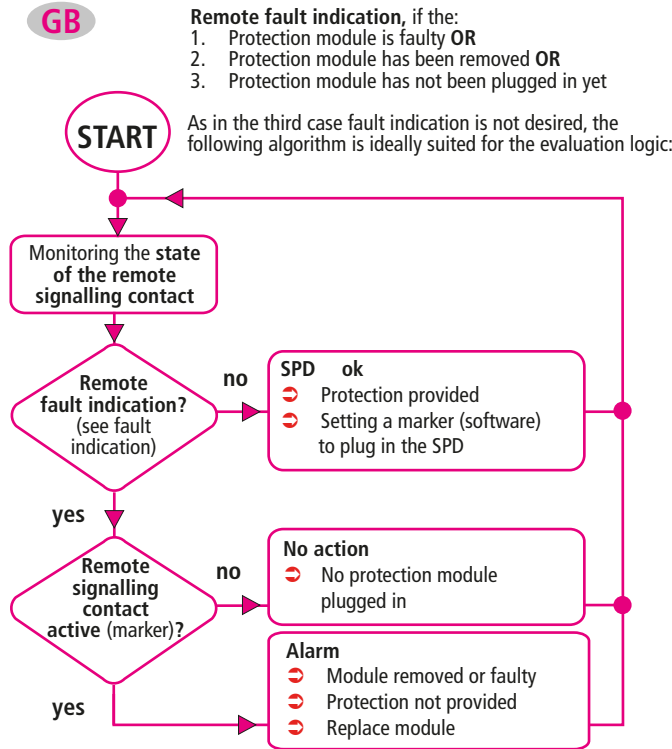 GB
Remote fault indication, if the:
1. Protection module is faulty OR
2. Protection module has been removed OR
3. Protection module has not been plugged in yet
START
As in the third case fault indication is not desired, the
following algorithm is ideally suited for the evaluation logic:
Monitoring the state
of the remote
signalling contact
Remote
fault indication?
(see fault
indication)
no
SPD ok
➲ Protection provided
➲ Setting a marker (software)
to plug in the SPD
yes
Remote
signalling
contact
active (marker)?
no
No action
➲ No protection module
plugged in
yes
Alarm
➲ Module removed or faulty
➲ Protection not provided
➲ Replace module